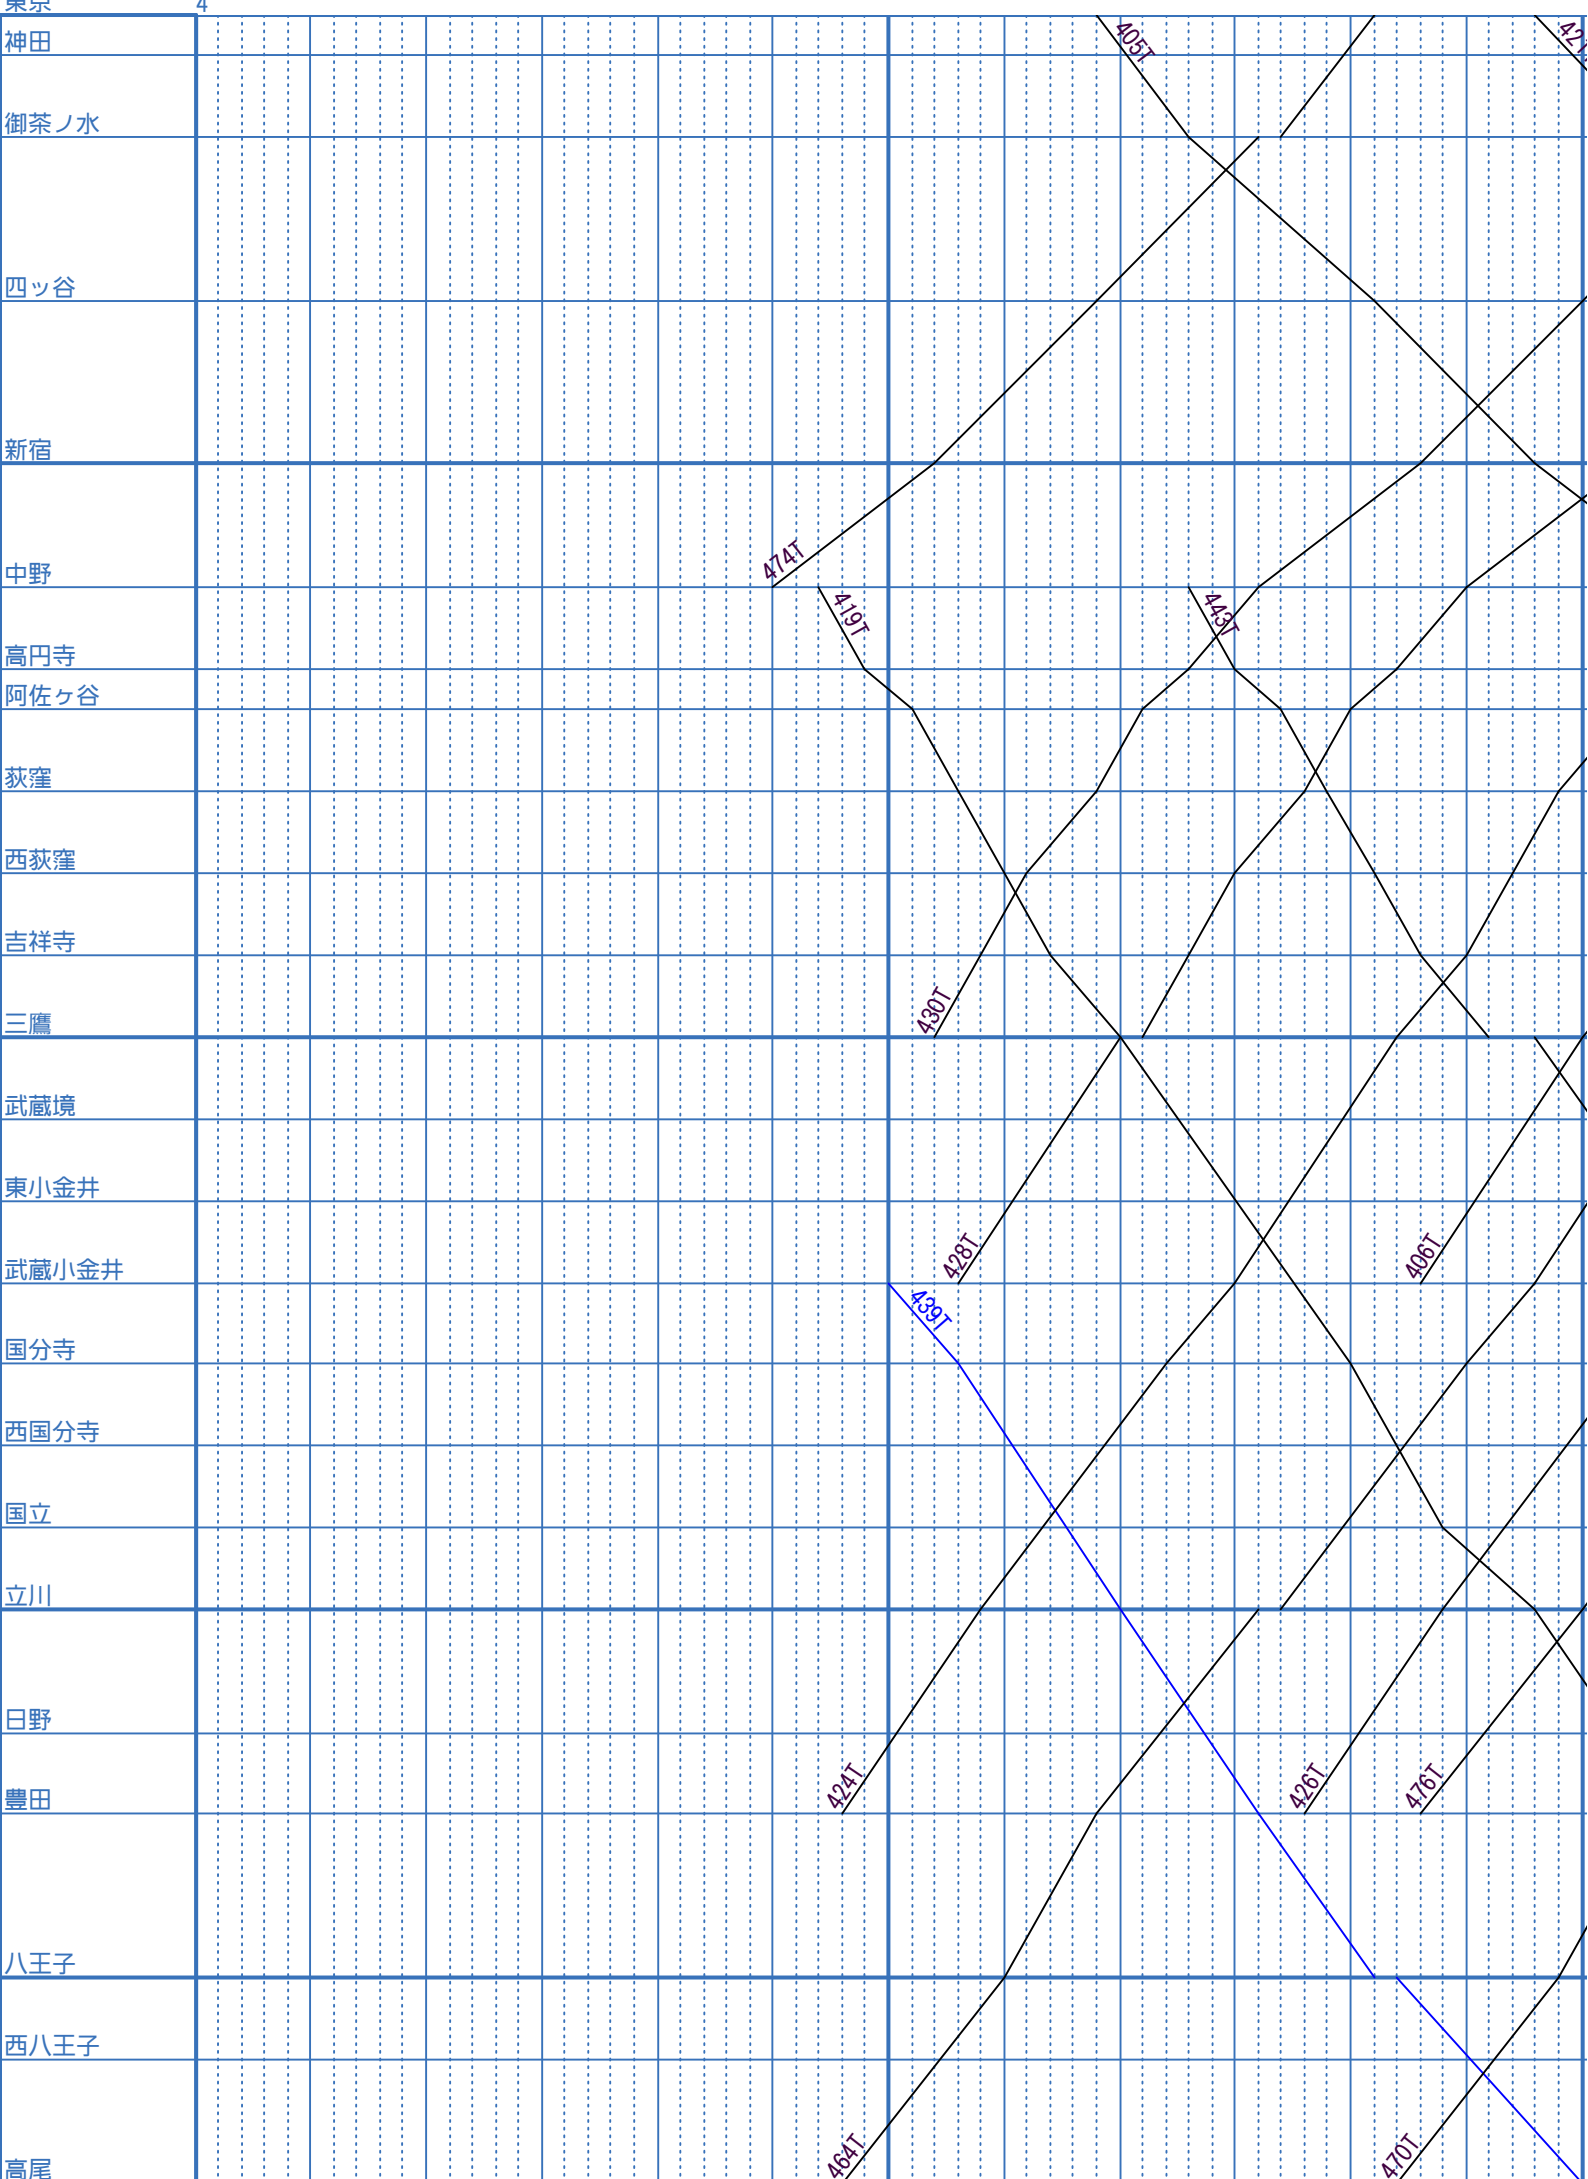 東京
4
神田
405T
421
御茶ノ水
四ッ谷
新宿
中野
474T
419T
443T
高円寺
阿佐ヶ谷
荻窪
西荻窪
吉祥寺
三鷹
430T
武蔵境
東小金井
武蔵小金井
428T
406T
439T
国分寺
西国分寺
国立
立川
日野
豊田
424T
426T
476T
八王子
西八王子
高尾
464T
470T